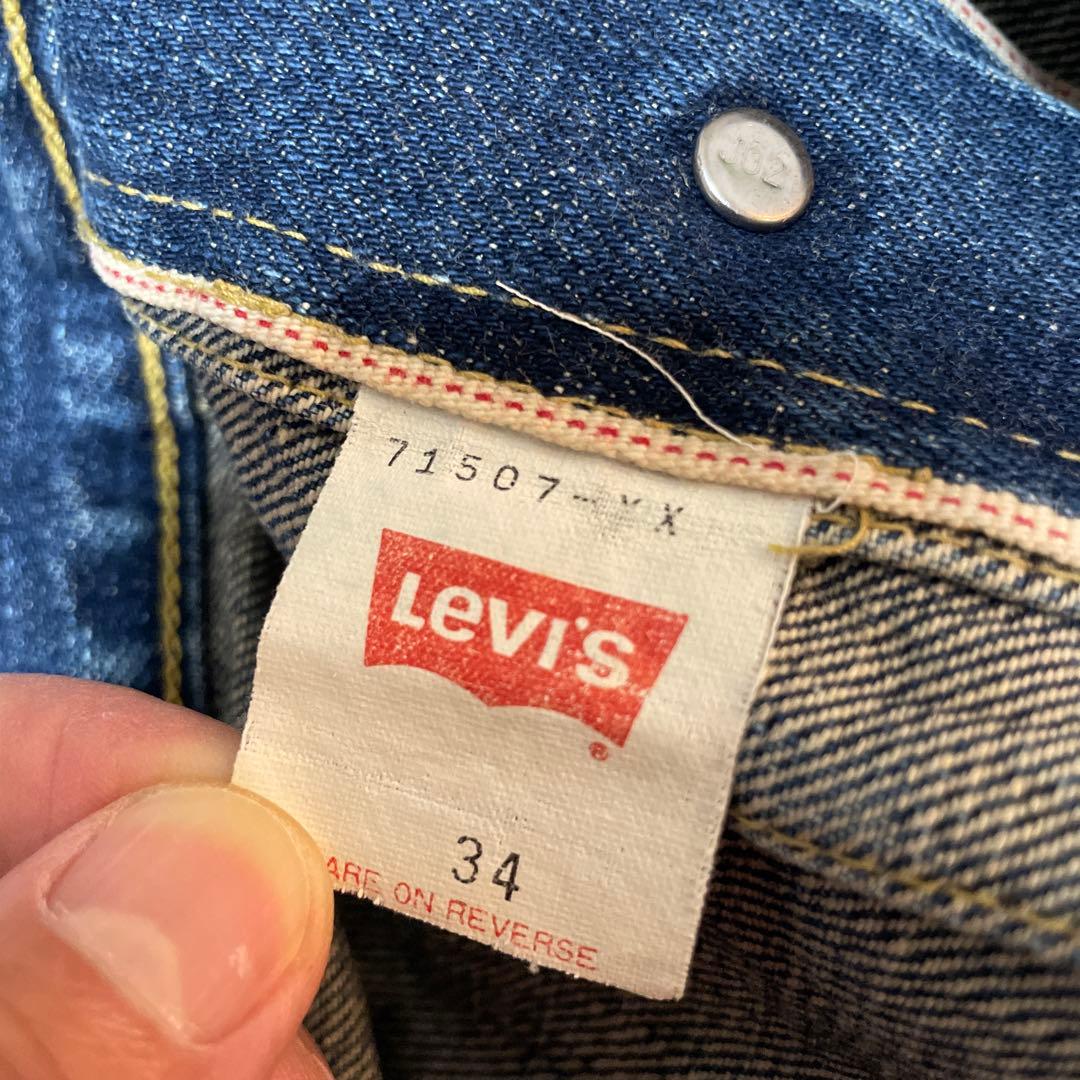 J02
71507-XX
LEVI'S
®
34
ARE ON REVERSE